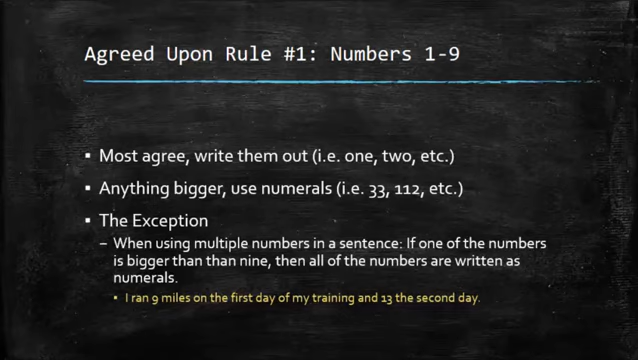 Agreed Upon Rule #1: Numbers 1-9
▪ Most agree, write them out (i.e. one, two, etc.)
▪ Anything bigger, use numerals (i.e. 33, 112, etc.)
▪ The Exception
– When using multiple numbers in a sentence: If one of the numbers
is bigger than than nine, then all of the numbers are written as
numerals.
▪ I ran 9 miles on the first day of my training and 13 the second day.